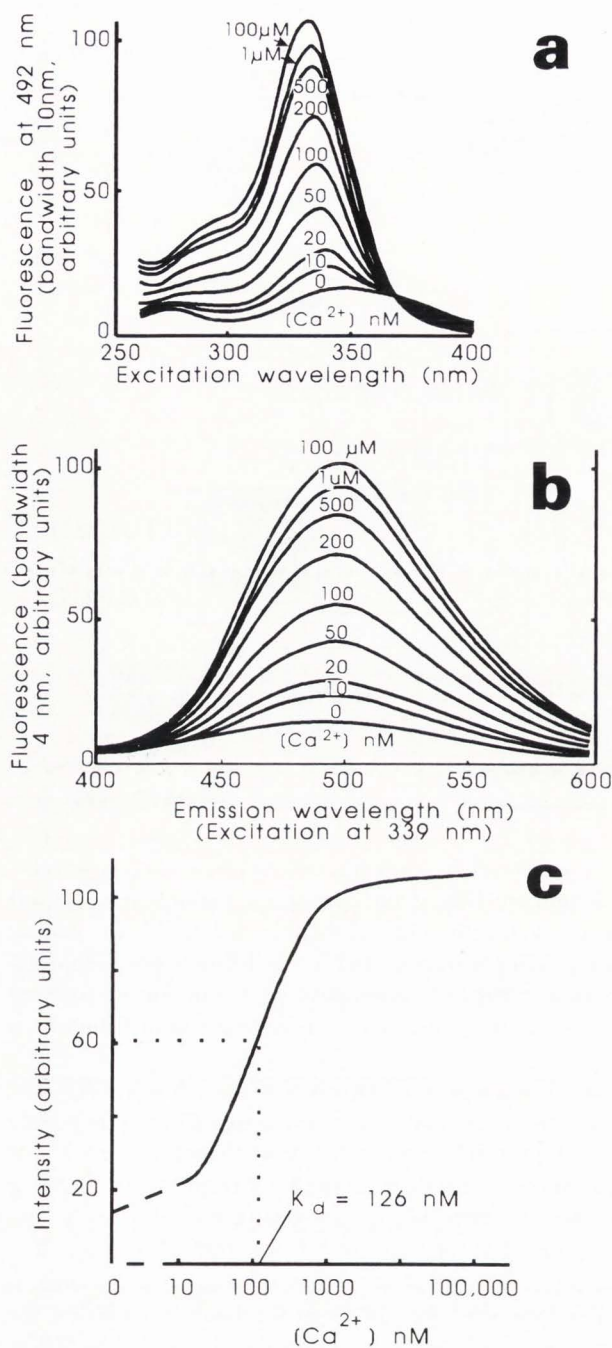 a
Fluorescence at 492 nm
(bandwidth 10nm,
arbitrary units)
100
50
0
100µM
1µM
500
200
100
50
20
10
0
(Ca²⁺) nM
250 300 350 400
Excitation wavelength (nm)
b
Fluorescence (bandwidth
4 nm, arbitrary units)
100
50
0
100 µM
1uM
500
200
100
50
20
10
0
(Ca²⁺) nM
400 450 500 550 600
Emission wavelength (nm)
(Excitation at 339 nm)
c
Intensity (arbitrary units)
100
60
20
K d = 126 nM
0 10 100 1000 100,000
(Ca²⁺) nM